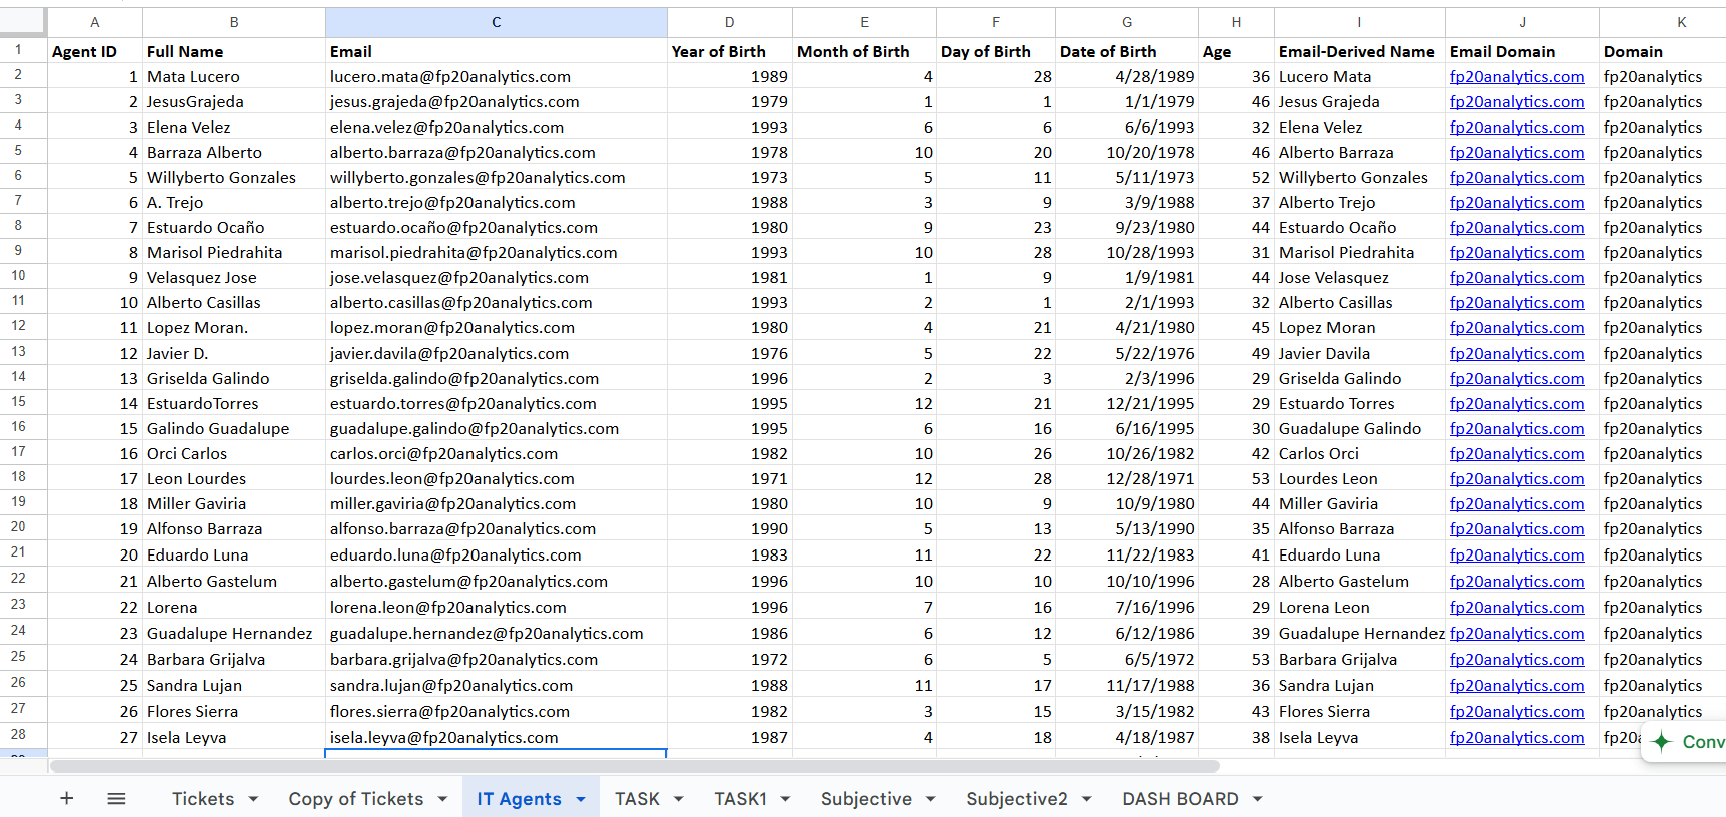 A B C D E F G H I J K
1 Agent ID Full Name Email Year of Birth Month of Birth Day of Birth Date of Birth Age Email-Derived Name Email Domain Domain
2 1 Mata Lucero lucero.mata@fp20analytics.com 1989 4 28 4/28/1989 36 Lucero Mata fp20analytics.com fp20analytics
3 2 JesusGrajeda jesus.grajeda@fp20analytics.com 1979 1 1 1/1/1979 46 Jesus Grajeda fp20analytics.com fp20analytics
4 3 Elena Velez elena.velez@fp20analytics.com 1993 6 6 6/6/1993 32 Elena Velez fp20analytics.com fp20analytics
5 4 Barraza Alberto alberto.barraza@fp20analytics.com 1978 10 20 10/20/1978 46 Alberto Barraza fp20analytics.com fp20analytics
6 5 Willyberto Gonzales willyberto.gonzales@fp20analytics.com 1973 5 11 5/11/1973 52 Willyberto Gonzales fp20analytics.com fp20analytics
7 6 A. Trejo alberto.trejo@fp20analytics.com 1988 3 9 3/9/1988 37 Alberto Trejo fp20analytics.com fp20analytics
8 7 Estuardo Ocaño estuardo.ocaño@fp20analytics.com 1980 9 23 9/23/1980 44 Estuardo Ocaño fp20analytics.com fp20analytics
9 8 Marisol Piedrahita marisol.piedrahita@fp20analytics.com 1993 10 28 10/28/1993 31 Marisol Piedrahita fp20analytics.com fp20analytics
10 9 Velasquez Jose jose.velasquez@fp20analytics.com 1981 1 9 1/9/1981 44 Jose Velasquez fp20analytics.com fp20analytics
11 10 Alberto Casillas alberto.casillas@fp20analytics.com 1993 2 1 2/1/1993 32 Alberto Casillas fp20analytics.com fp20analytics
12 11 Lopez Moran. lopez.moran@fp20analytics.com 1980 4 21 4/21/1980 45 Lopez Moran fp20analytics.com fp20analytics
13 12 Javier D. javier.davila@fp20analytics.com 1976 5 22 5/22/1976 49 Javier Davila fp20analytics.com fp20analytics
14 13 Griselda Galindo griselda.galindo@fp20analytics.com 1996 2 3 2/3/1996 29 Griselda Galindo fp20analytics.com fp20analytics
15 14 EstuardoTorres estuardo.torres@fp20analytics.com 1995 12 21 12/21/1995 29 Estuardo Torres fp20analytics.com fp20analytics
16 15 Galindo Guadalupe guadalupe.galindo@fp20analytics.com 1995 6 16 6/16/1995 30 Guadalupe Galindo fp20analytics.com fp20analytics
17 16 Orci Carlos carlos.orci@fp20analytics.com 1982 10 26 10/26/1982 42 Carlos Orci fp20analytics.com fp20analytics
18 17 Leon Lourdes lourdes.leon@fp20analytics.com 1971 12 28 12/28/1971 53 Lourdes Leon fp20analytics.com fp20analytics
19 18 Miller Gaviria miller.gaviria@fp20analytics.com 1980 10 9 10/9/1980 44 Miller Gaviria fp20analytics.com fp20analytics
20 19 Alfonso Barraza alfonso.barraza@fp20analytics.com 1990 5 13 5/13/1990 35 Alfonso Barraza fp20analytics.com fp20analytics
21 20 Eduardo Luna eduardo.luna@fp20analytics.com 1983 11 22 11/22/1983 41 Eduardo Luna fp20analytics.com fp20analytics
22 21 Alberto Gastelum alberto.gastelum@fp20analytics.com 1996 10 10 10/10/1996 28 Alberto Gastelum fp20analytics.com fp20analytics
23 22 Lorena lorena.leon@fp20analytics.com 1996 7 16 7/16/1996 29 Lorena Leon fp20analytics.com fp20analytics
24 23 Guadalupe Hernandez guadalupe.hernandez@fp20analytics.com 1986 6 12 6/12/1986 39 Guadalupe Hernandez fp20analytics.com fp20analytics
25 24 Barbara Grijalva barbara.grijalva@fp20analytics.com 1972 6 5 6/5/1972 53 Barbara Grijalva fp20analytics.com fp20analytics
26 25 Sandra Lujan sandra.lujan@fp20analytics.com 1988 11 17 11/17/1988 36 Sandra Lujan fp20analytics.com fp20analytics
27 26 Flores Sierra flores.sierra@fp20analytics.com 1982 3 15 3/15/1982 43 Flores Sierra fp20analytics.com fp20analytics
28 27 Isela Leyva isela.leyva@fp20analytics.com 1987 4 18 4/18/1987 38 Isela Leyva fp20analytics.com
Conv
Tickets Copy of Tickets IT Agents TASK TASK1 Subjective Subjective2 DASH BOARD